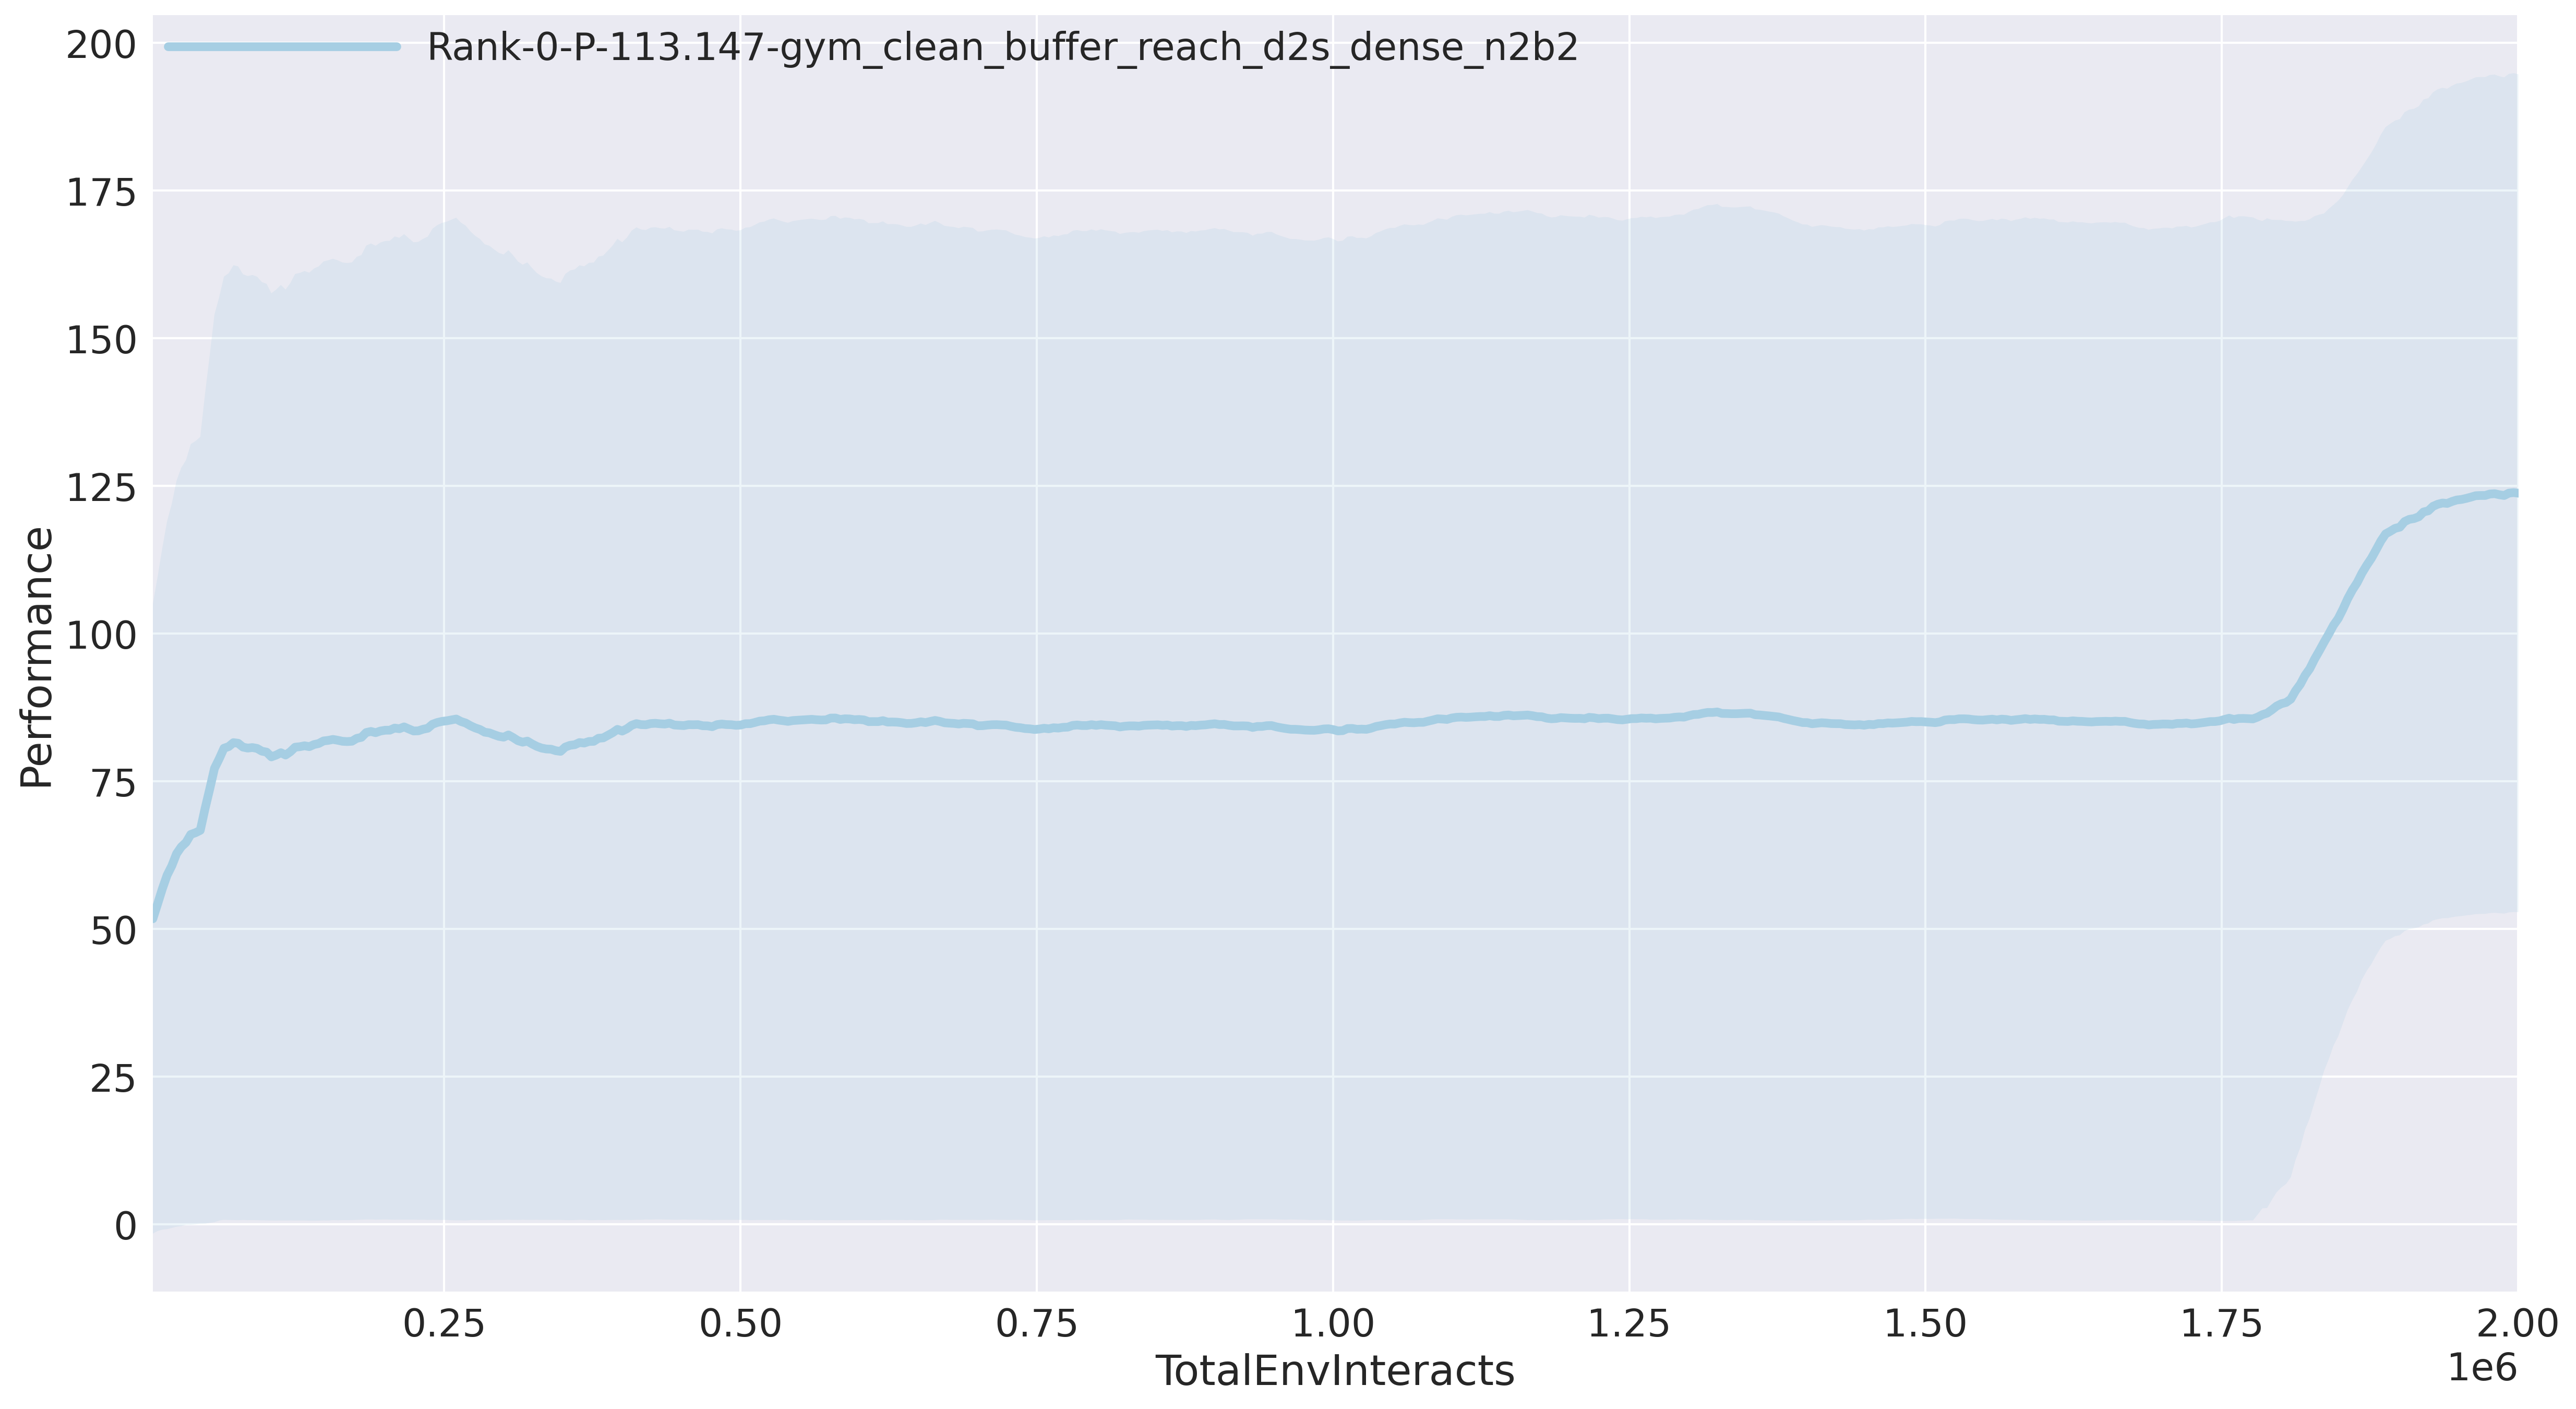 Rank-0-P-113.147-gym_clean_buffer_reach_d2s_dense_n2b2
200
175
150
125
100
75
50
25
0
Performance
0.25 0.50 0.75 1.00 1.25 1.50 1.75 2.00
1e6
TotalEnvInteracts